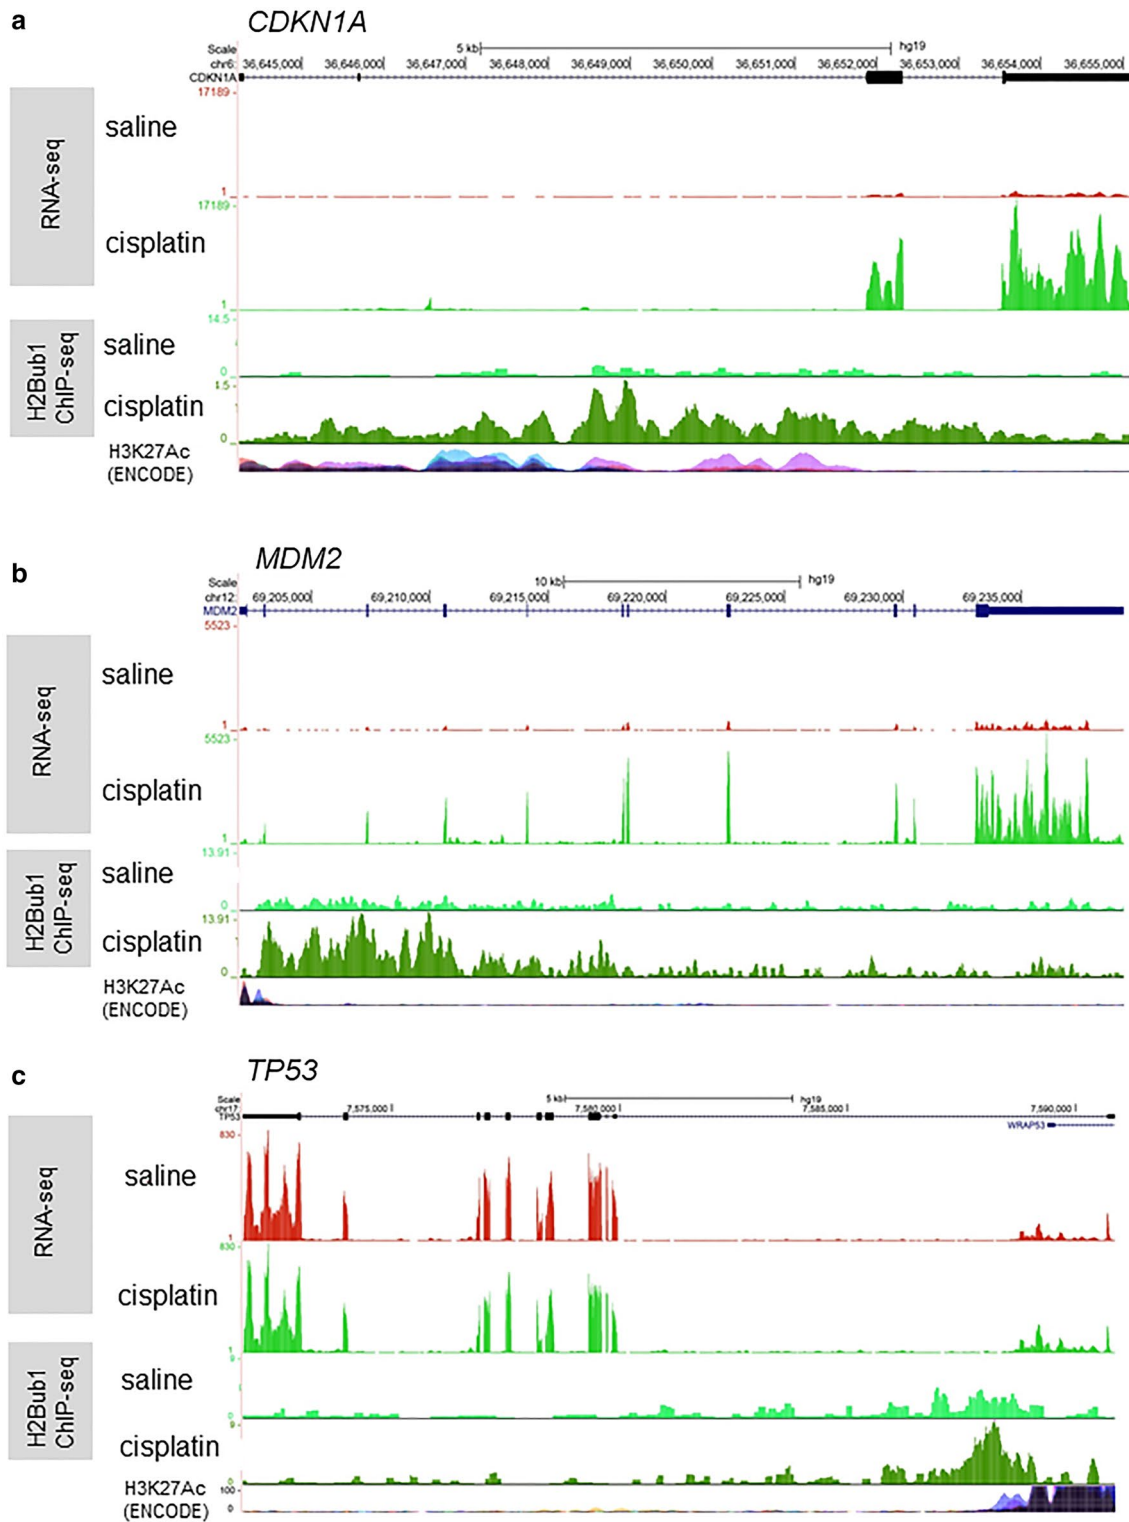 a
CDKN1A
Scale 5 kb hg19
chr6: 36,645,000 36,646,000 36,647,000 36,648,000 36,649,000 36,650,000 36,651,000 36,652,000 36,653,000 36,654,000 36,655,000
CDKN1A
RNA-seq
17189
saline
1
17189
cisplatin
1
H2Bub1
ChIP-seq
14.5
saline
0
4.5
cisplatin
0
H3K27Ac
(ENCODE)
b
MDM2
Scale 10 kb hg19
chr12: 69,205,000 69,210,000 69,215,000 69,220,000 69,225,000 69,230,000 69,235,000
MDM2
RNA-seq
5523
saline
1
5523
cisplatin
1
H2Bub1
ChIP-seq
13.91
saline
0
13.91
cisplatin
0
H3K27Ac
(ENCODE)
c
TP53
Scale 5 kb hg19
chr17 7,575,000 7,580,000 7,585,000 7,590,000
TP53
WRAP53
RNA-seq
830
saline
1
830
cisplatin
1
H2Bub1
ChIP-seq
9
saline
0
9
cisplatin
0
H3K27Ac
(ENCODE)
100
0